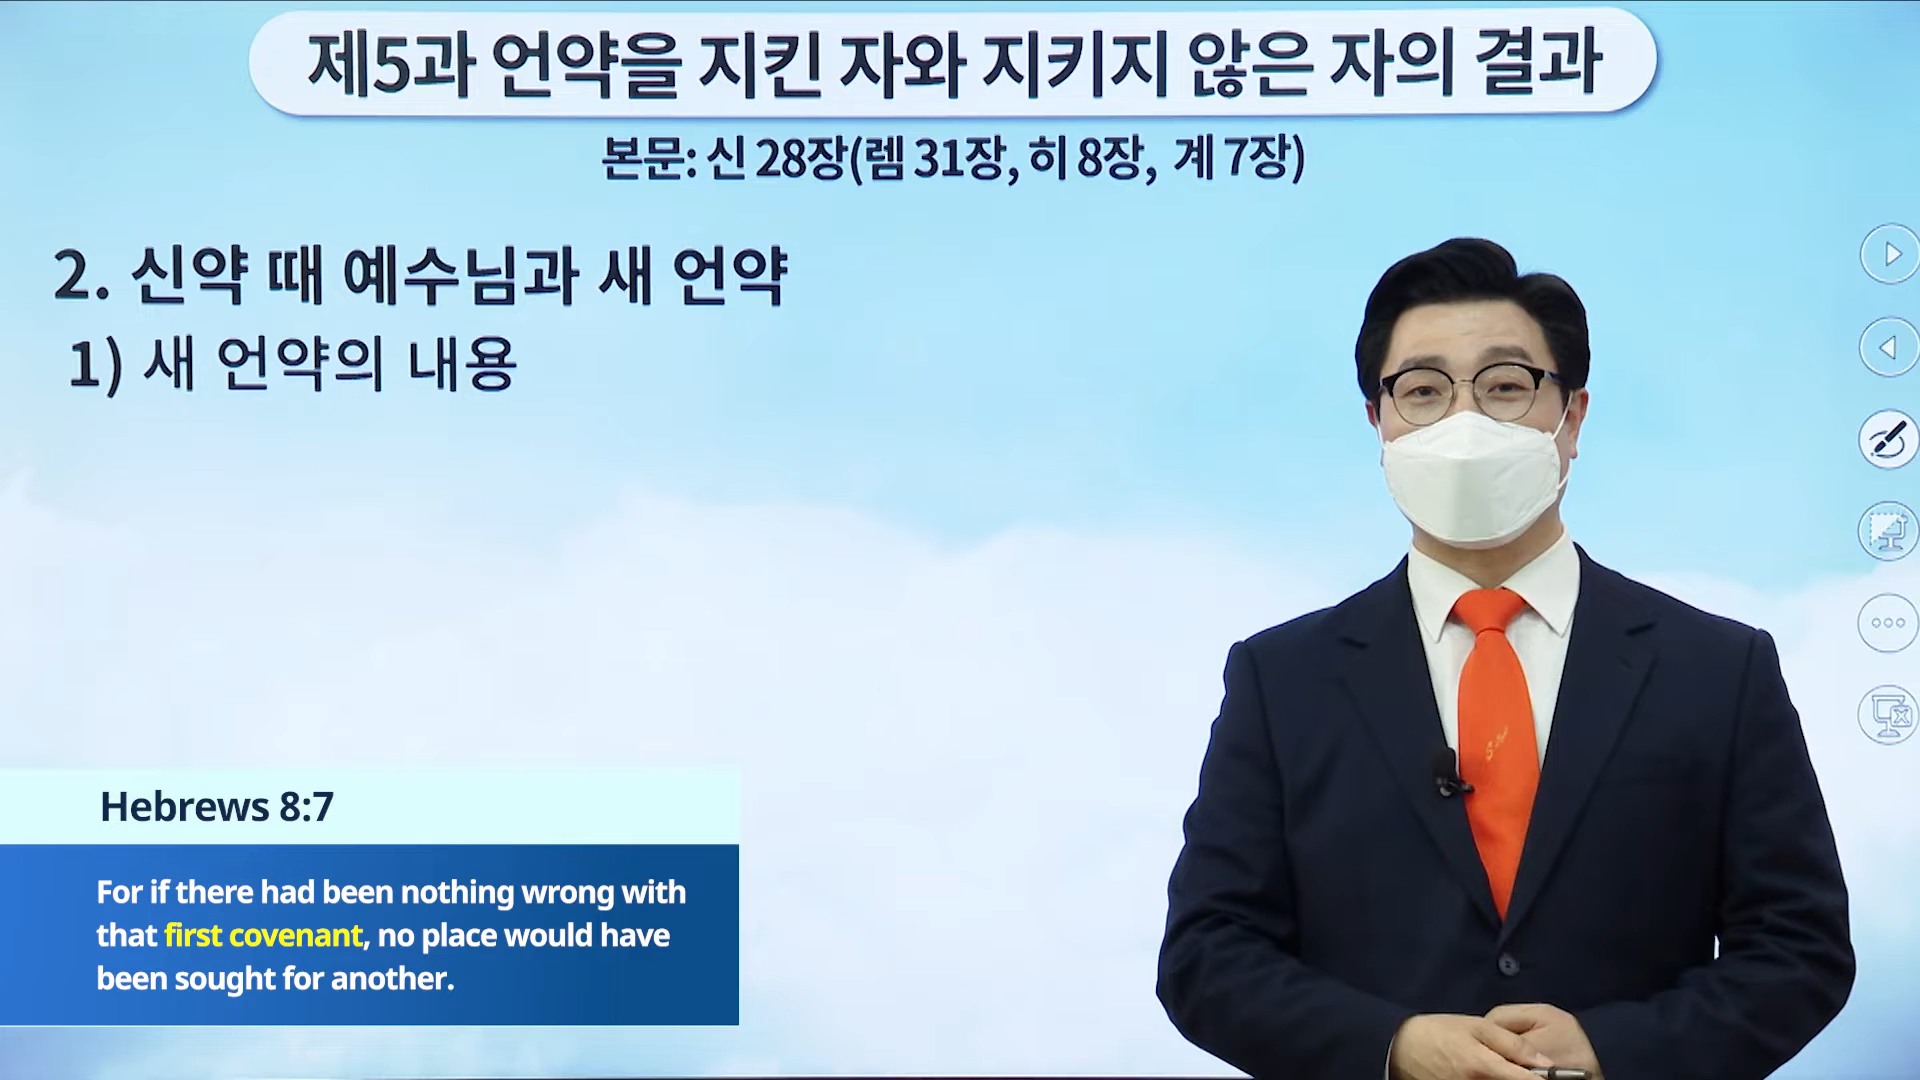 제5과 언약을 지킨 자와 지키지 않은 자의 결과
본문: 신 28장(렘 31장, 히 8장, 계 7장)
2. 신약 때 예수님과 새 언약
1) 새 언약의 내용
Hebrews 8:7
For if there had been nothing wrong with
that first covenant, no place would have
been sought for another.